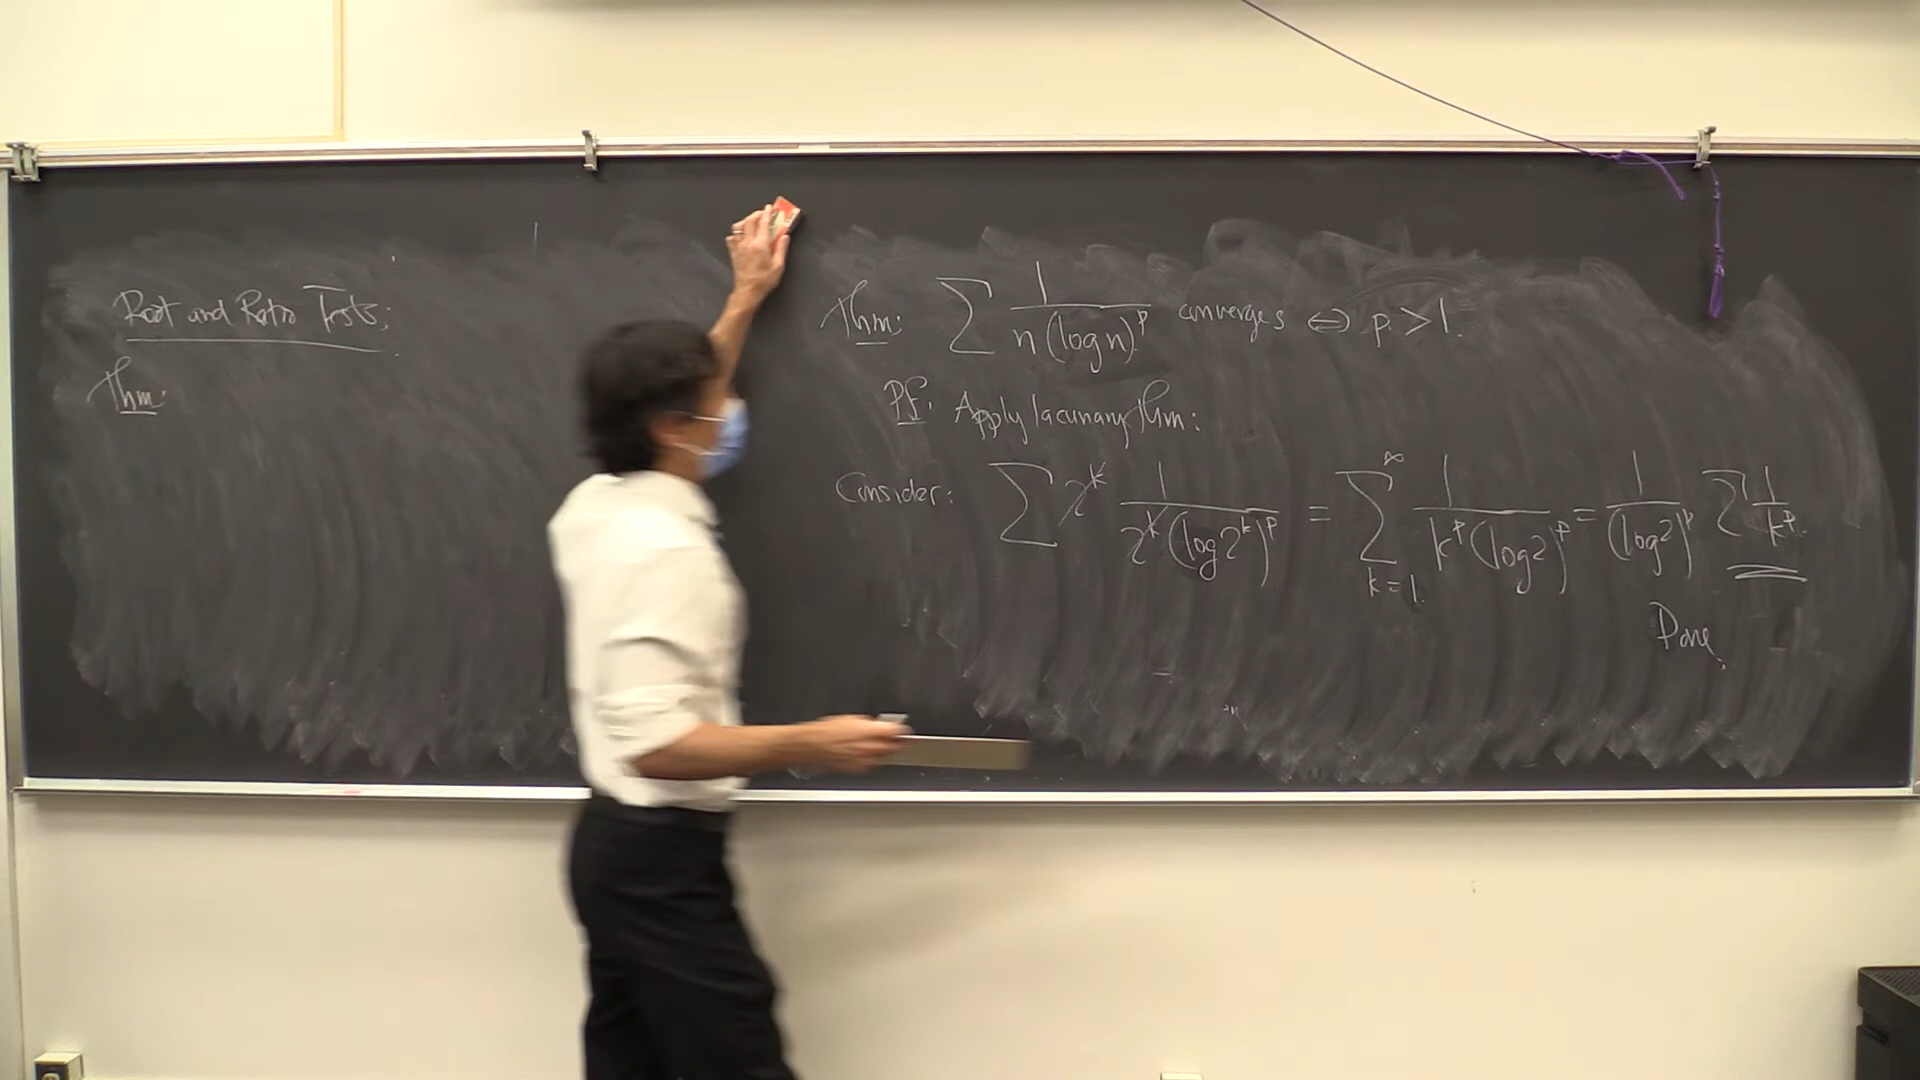 Root and Ratio Tests:
Thm:
Thm: ∑ 1/(n(log n)^p) converges ⇔ p > 1.
Pf: Apply lacunary thm:
Consider: ∑ 2^k 1/(2^k(log 2^k)^p) = ∑_{k=1}^∞ 1/(k^p(log 2)^p) = 1/(log 2)^p ∑ 1/k^p.
Done.